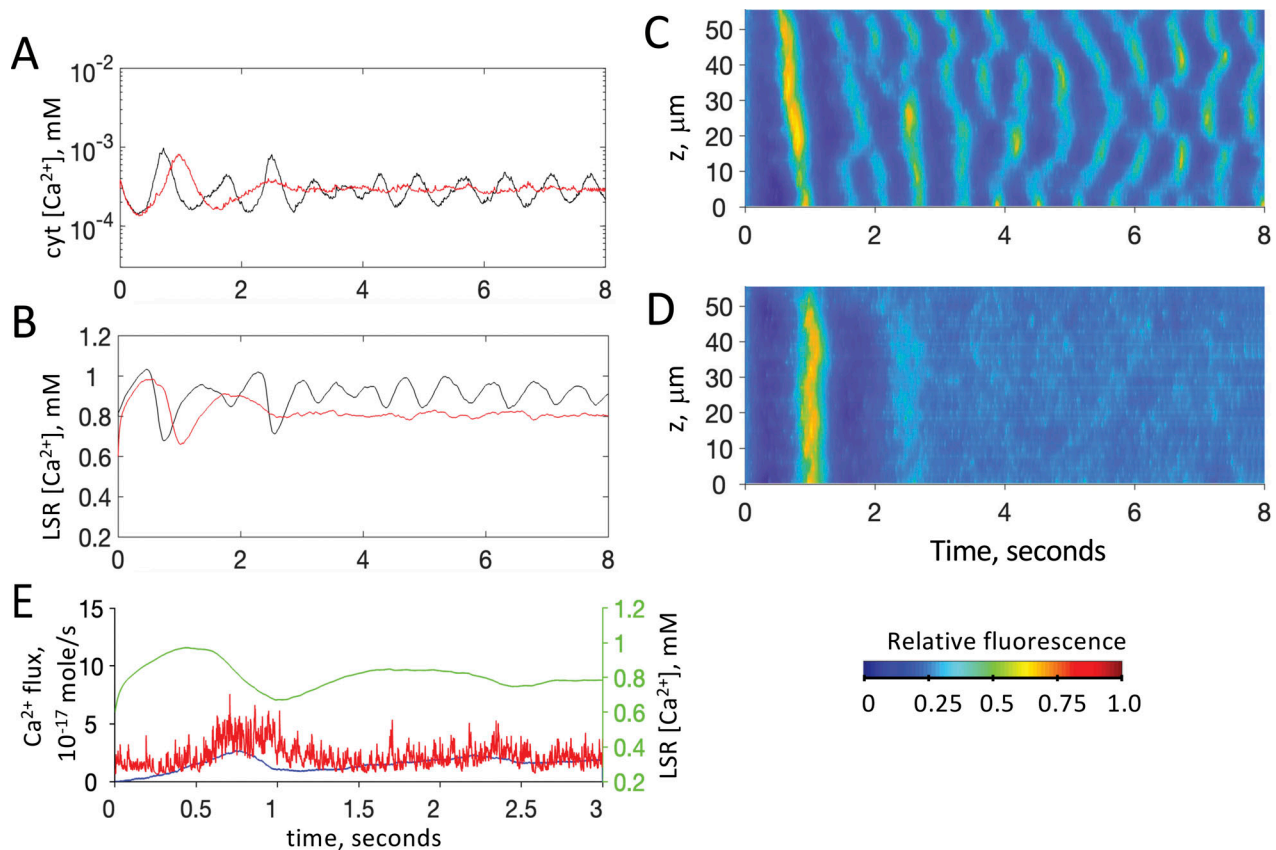 A
cyt [Ca²⁺], mM
10⁻²
10⁻³
10⁻⁴
0 2 4 6 8
B
LSR [Ca²⁺], mM
1.2
1
0.8
0.6
0.4
0.2
0 2 4 6 8
C
z, μm
50
40
30
20
10
0
0 2 4 6 8
D
z, μm
50
40
30
20
10
0
0 2 4 6 8
Time, seconds
E
Ca²⁺ flux,
10⁻¹⁷ mole/s
15
10
5
0
1.2
1
0.8
0.6
0.4
0.2
LSR [Ca²⁺], mM
0 0.5 1 1.5 2 2.5 3
time, seconds
Relative fluorescence
0 0.25 0.5 0.75 1.0